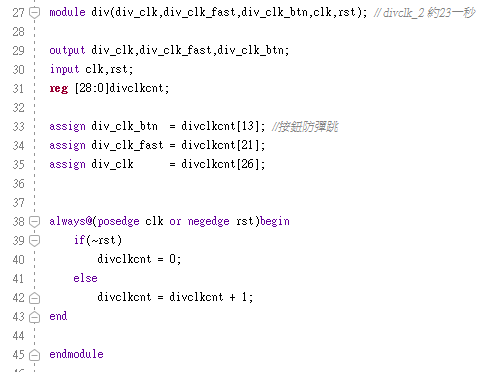 27 module div(div_clk,div_clk_fast,div_clk_btn,clk,rst); // divclk_2 約23一秒
28
29 output div_clk,div_clk_fast,div_clk_btn;
30 input clk,rst;
31 reg [28:0]divclkcnt;
32
33 assign div_clk_btn  = divclkcnt[13]; //按鈕防彈跳
34 assign div_clk_fast = divclkcnt[21];
35 assign div_clk      = divclkcnt[26];
36
37
38 always@(posedge clk or negedge rst)begin
39     if(~rst)
40         divclkcnt = 0;
41     else
42         divclkcnt = divclkcnt + 1;
43 end
44
45 endmodule